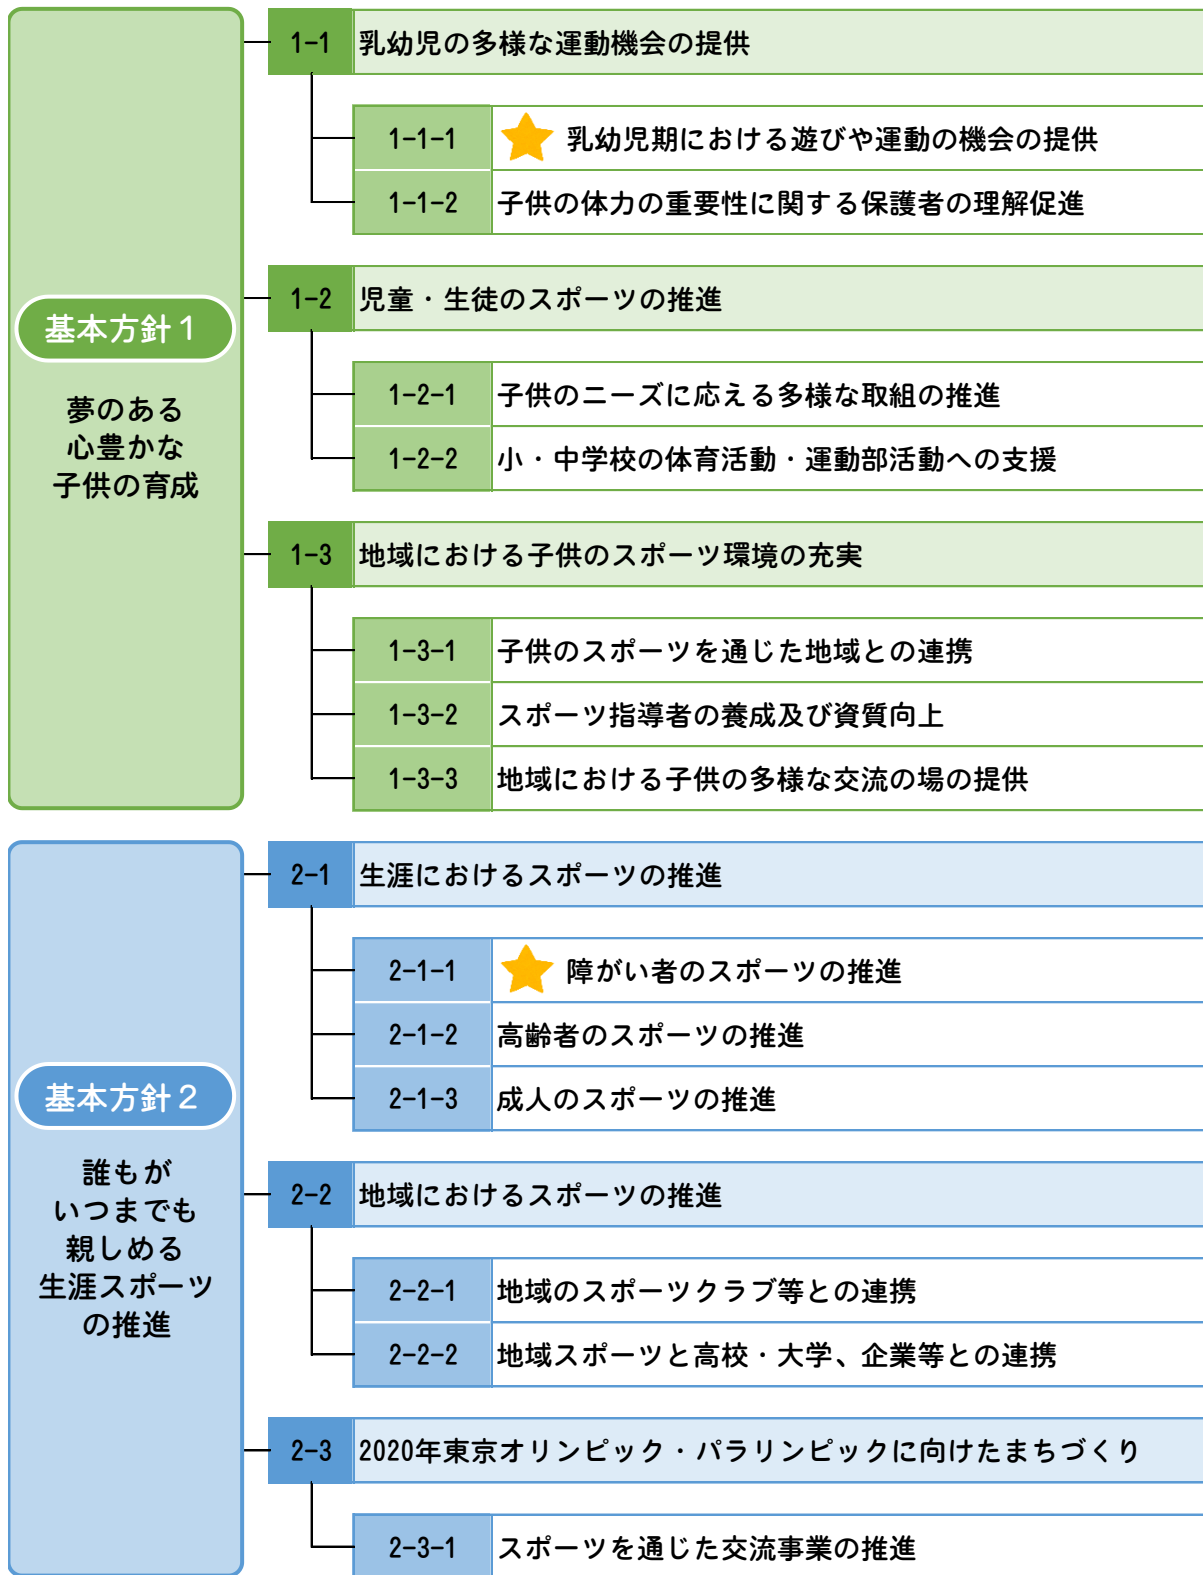 基本方針１
夢のある
心豊かな
子供の育成
1-1 乳幼児の多様な運動機会の提供
1-1-1 乳幼児期における遊びや運動の機会の提供
1-1-2 子供の体力の重要性に関する保護者の理解促進
1-2 児童・生徒のスポーツの推進
1-2-1 子供のニーズに応える多様な取組の推進
1-2-2 小・中学校の体育活動・運動部活動への支援
1-3 地域における子供のスポーツ環境の充実
1-3-1 子供のスポーツを通じた地域との連携
1-3-2 スポーツ指導者の養成及び資質向上
1-3-3 地域における子供の多様な交流の場の提供
基本方針２
誰もが
いつまでも
親しめる
生涯スポーツ
の推進
2-1 生涯におけるスポーツの推進
2-1-1 障がい者のスポーツの推進
2-1-2 高齢者のスポーツの推進
2-1-3 成人のスポーツの推進
2-2 地域におけるスポーツの推進
2-2-1 地域のスポーツクラブ等との連携
2-2-2 地域スポーツと高校・大学、企業等との連携
2-3 2020年東京オリンピック・パラリンピックに向けたまちづくり
2-3-1 スポーツを通じた交流事業の推進